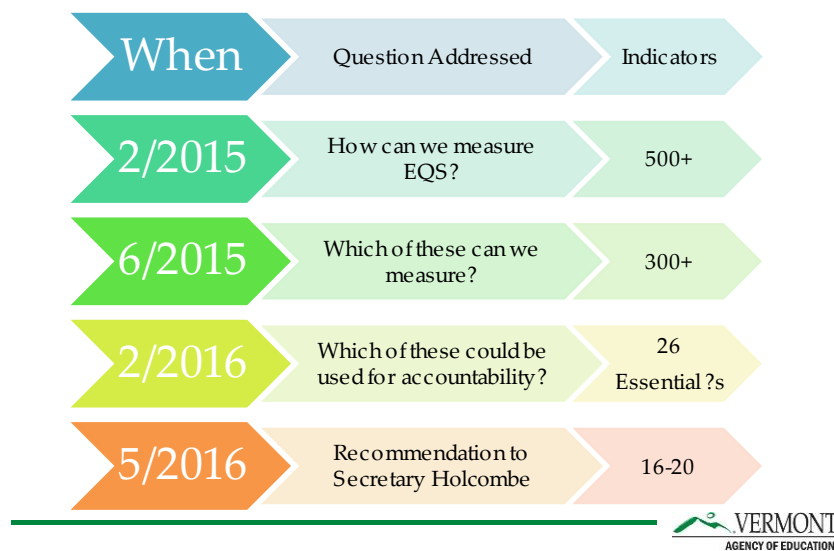 When
Question Addressed
Indicators
2/2015
How can we measure
EQS?
500+
6/2015
Which of these can we
measure?
300+
2/2016
Which of these could be
used for accountability?
26
Essential ?s
5/2016
Recommendation to
Secretary Holcombe
16-20
VERMONT
AGENCY OF EDUCATION